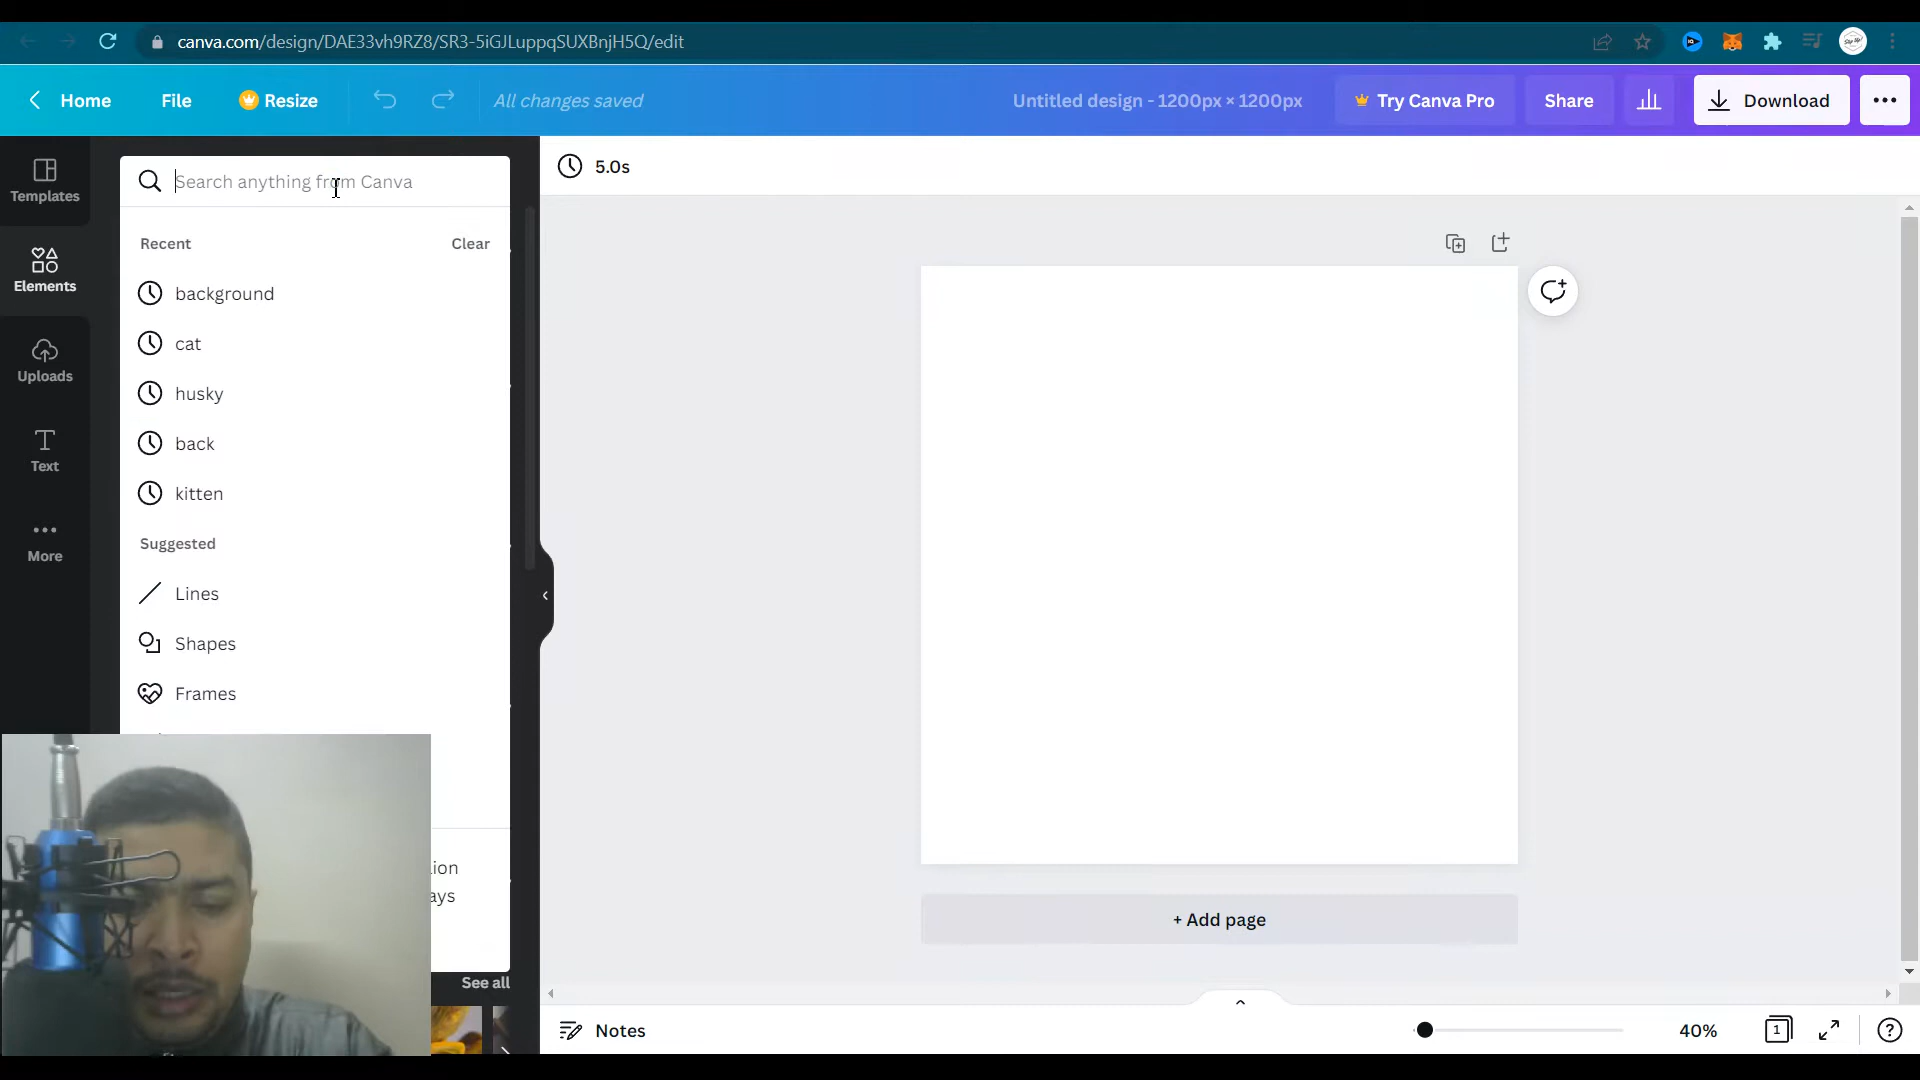 canva.com/design/DAE33vh9RZ8/SR3-5iGJLuppqSUXBnjH5Q/edit
Home
File
Resize
All changes saved
Untitled design - 1200px × 1200px
Try Canva Pro
Share
Download
Templates
Elements
Uploads
Text
More
Search anything from Canva
Recent
Clear
background
cat
husky
back
kitten
Suggested
Lines
Shapes
Frames
See all
5.0s
+ Add page
Notes
40%
1